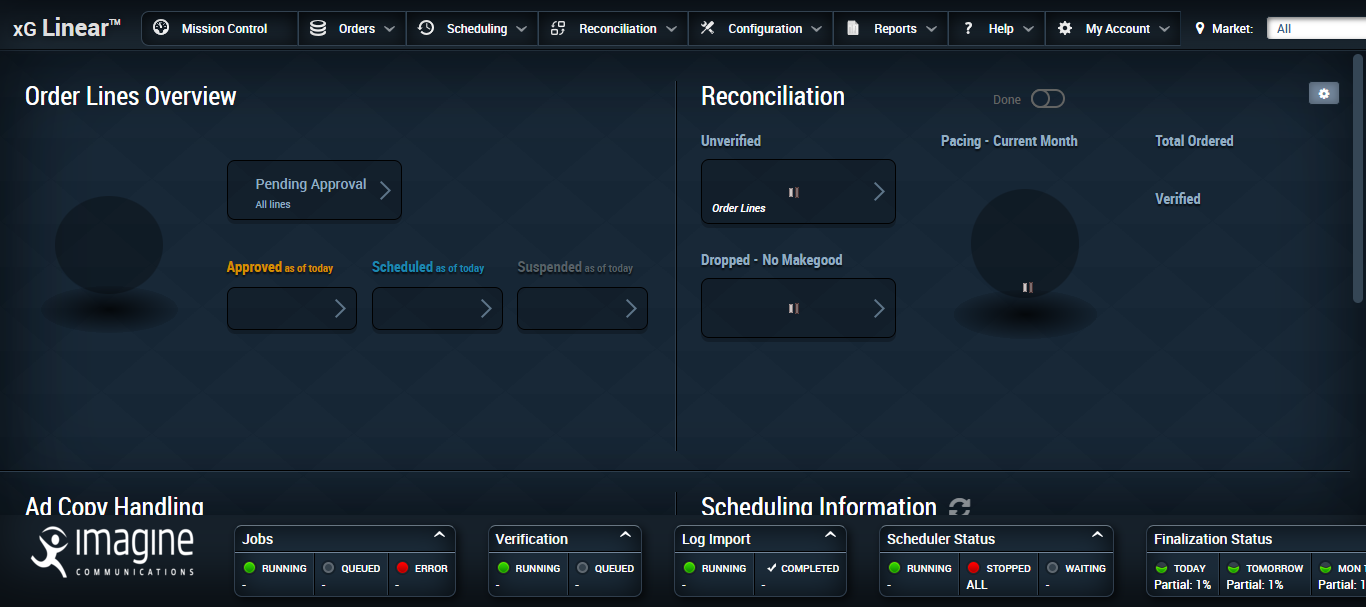 xG Linear™ Mission Control Orders Scheduling Reconciliation Configuration Reports ? Help My Account Market: All
Order Lines Overview
Pending Approval
All lines
Approved as of today Scheduled as of today Suspended as of today
Reconciliation
Done
Unverified Pacing - Current Month Total Ordered
Order Lines
Verified
Dropped - No Makegood
Ad Copy Handling
Scheduling Information
imagine
COMMUNICATIONS
Jobs
RUNNING QUEUED ERROR
- - -
Verification
RUNNING QUEUED
- -
Log Import
RUNNING COMPLETED
- -
Scheduler Status
RUNNING STOPPED WAITING
- ALL -
Finalization Status
TODAY TOMORROW MON
Partial: 1% Partial: 1% Partial: 1